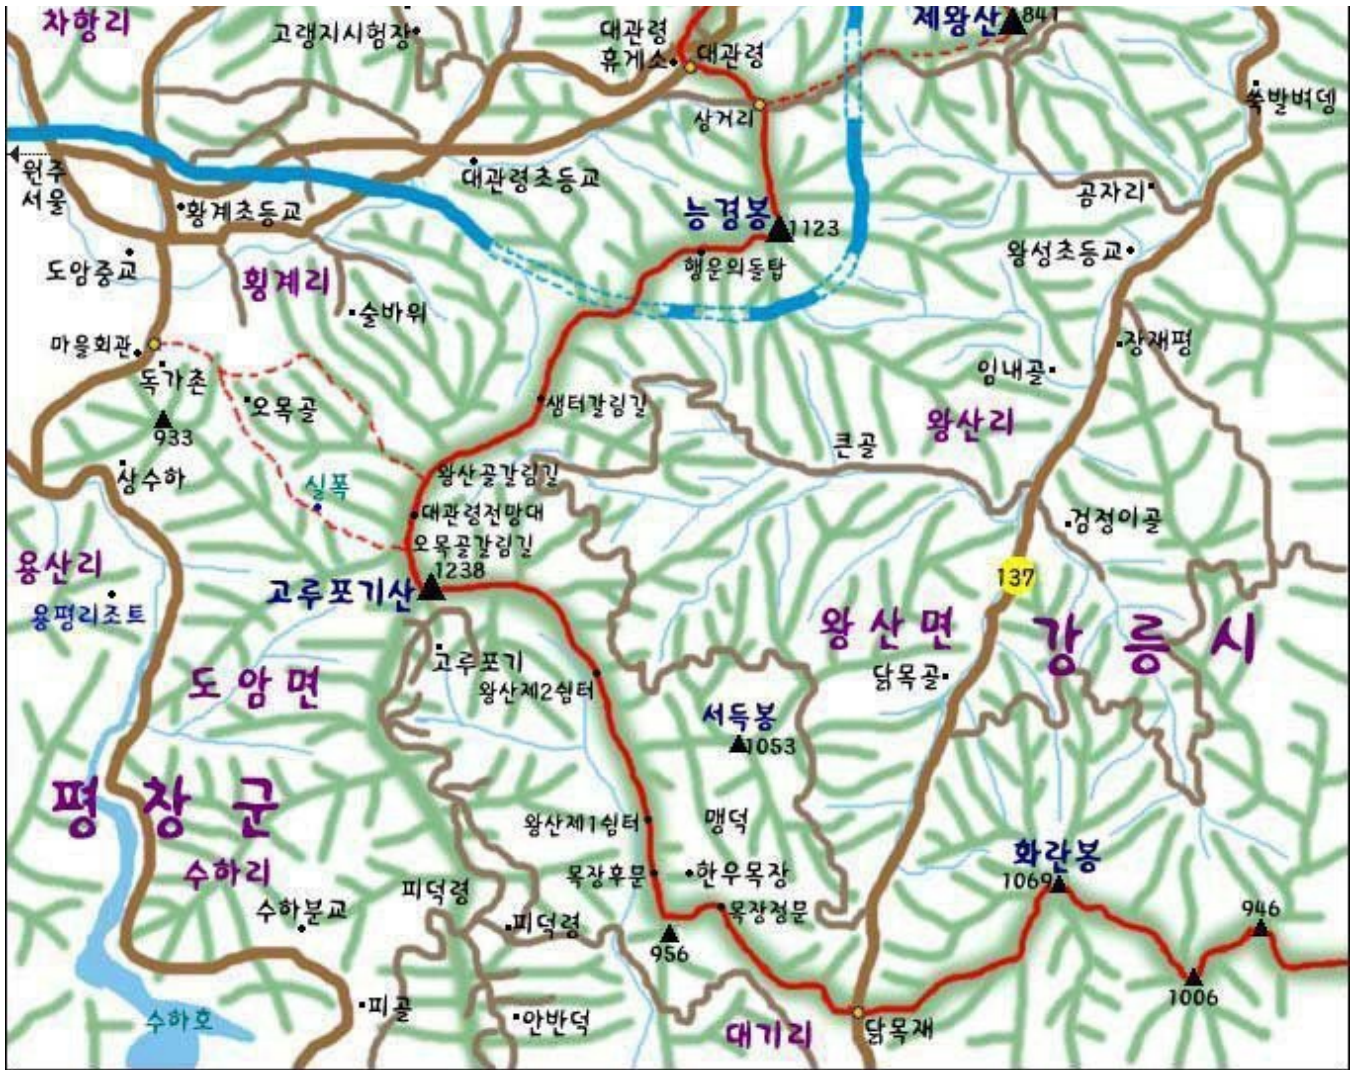 차항리
고랭지시험장
대관령
휴게소
대관령
제왕산
841
쑥발벼뎅
상거리
원주
서울
대관령초등학교
횡계초등교
곰자리
능경봉
1123
왕성초등교
도암중교
횡계리
행운의돌탑
술바위
마을회관
장재평
독가촌
임내골
오목골
샘터갈림길
933
왕산리
큰골
상수하
왕산골갈림길
실폭
대관령전망대
검정이골
오목골갈림길
용산리
1238
137
고루포기산
용평리조트
왕산면
강릉시
고루포기
도암면
왕산제2쉼터
닭목골
서득봉
1053
평창군
왕산제1쉼터
맹덕
화란봉
수하리
목장후문
한우목장
1069
피덕령
수하분교
목장정문
946
피덕령
956
1006
피골
수하호
안반덕
대기리
닭목재